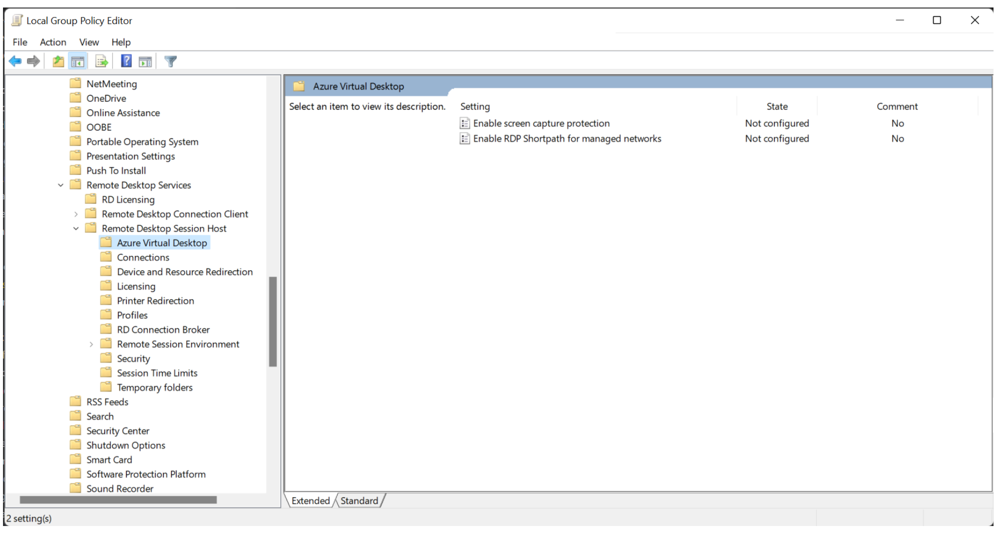 Local Group Policy Editor
File Action View Help
NetMeeting
OneDrive
Online Assistance
OOBE
Portable Operating System
Presentation Settings
Push To Install
Remote Desktop Services
RD Licensing
Remote Desktop Connection Client
Remote Desktop Session Host
Azure Virtual Desktop
Connections
Device and Resource Redirection
Licensing
Printer Redirection
Profiles
RD Connection Broker
Remote Session Environment
Security
Session Time Limits
Temporary folders
RSS Feeds
Search
Security Center
Shutdown Options
Smart Card
Software Protection Platform
Sound Recorder
Azure Virtual Desktop
Select an item to view its description.
Setting State Comment
Enable screen capture protection Not configured No
Enable RDP Shortpath for managed networks Not configured No
Extended Standard
2 setting(s)